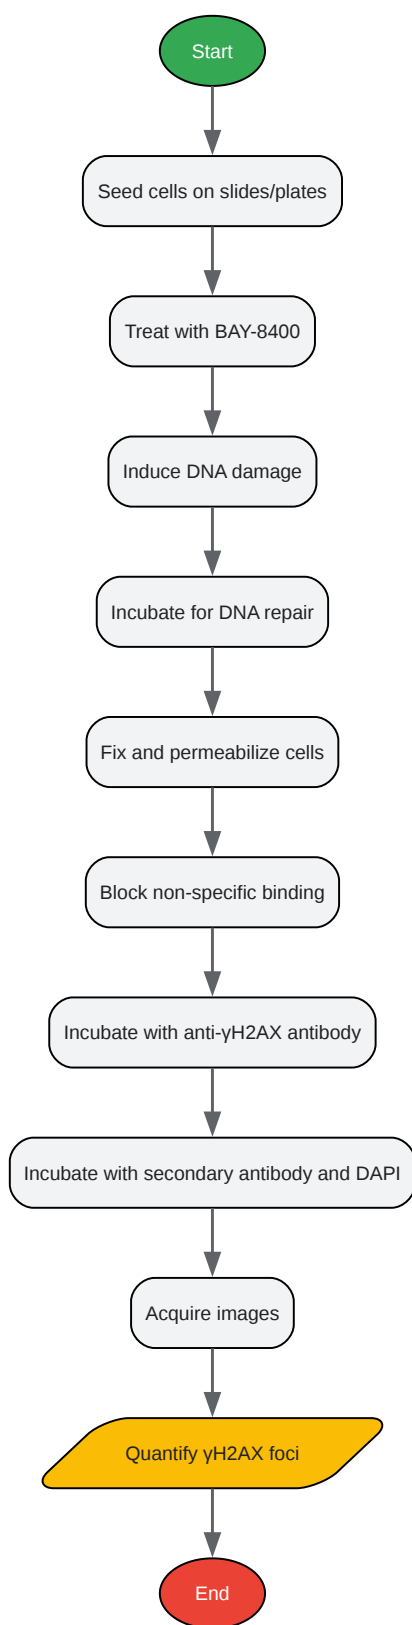 Start
Seed cells on slides/plates
Treat with BAY-8400
Induce DNA damage
Incubate for DNA repair
Fix and permeabilize cells
Block non-specific binding
Incubate with anti-γH2AX antibody
Incubate with secondary antibody and DAPI
Acquire images
Quantify γH2AX foci
End